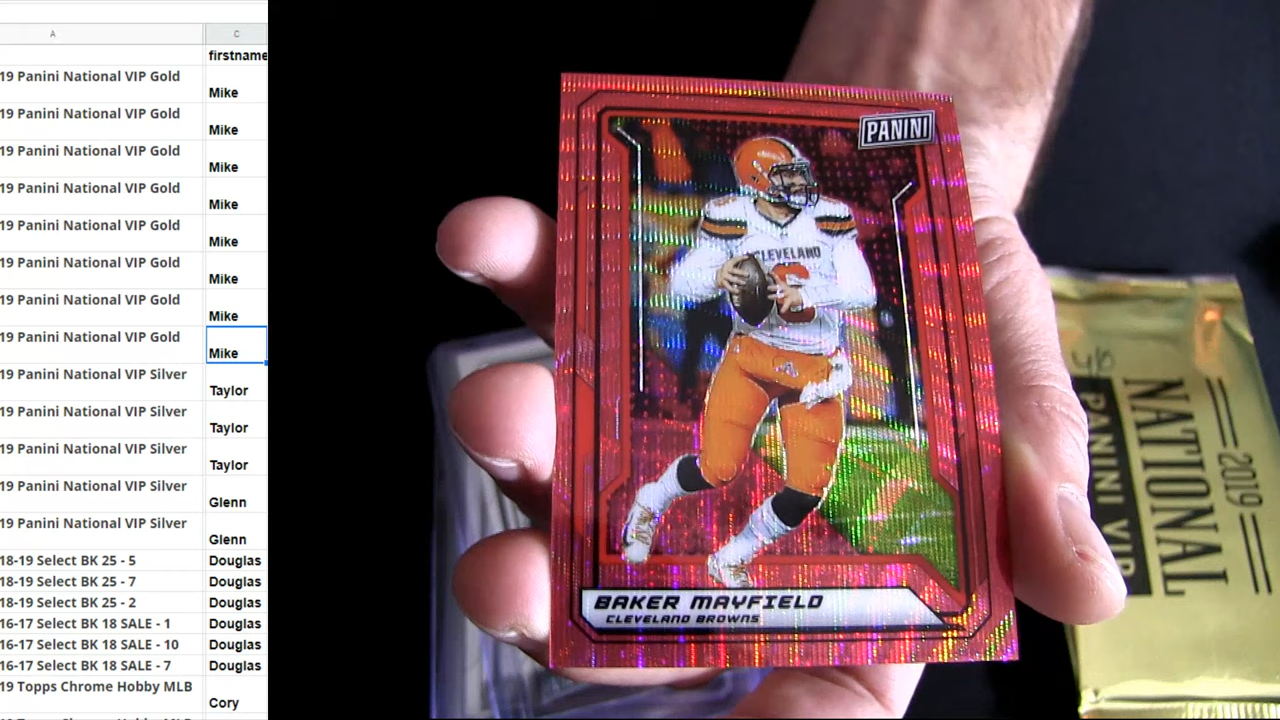 A C
firstname
19 Panini National VIP Gold Mike
19 Panini National VIP Gold Mike
19 Panini National VIP Gold Mike
19 Panini National VIP Gold Mike
19 Panini National VIP Gold Mike
19 Panini National VIP Gold Mike
19 Panini National VIP Gold Mike
19 Panini National VIP Gold Mike
19 Panini National VIP Silver Taylor
19 Panini National VIP Silver Taylor
19 Panini National VIP Silver Taylor
19 Panini National VIP Silver Glenn
19 Panini National VIP Silver Glenn
18-19 Select BK 25 - 5 Douglas
18-19 Select BK 25 - 7 Douglas
18-19 Select BK 25 - 2 Douglas
16-17 Select BK 18 SALE - 1 Douglas
16-17 Select BK 18 SALE - 10 Douglas
16-17 Select BK 18 SALE - 7 Douglas
19 Topps Chrome Hobby MLB Cory
PANINI
CLEVELAND
6
BAKER MAYFIELD
CLEVELAND BROWNS
2019
NATIONAL
PANINI VIP